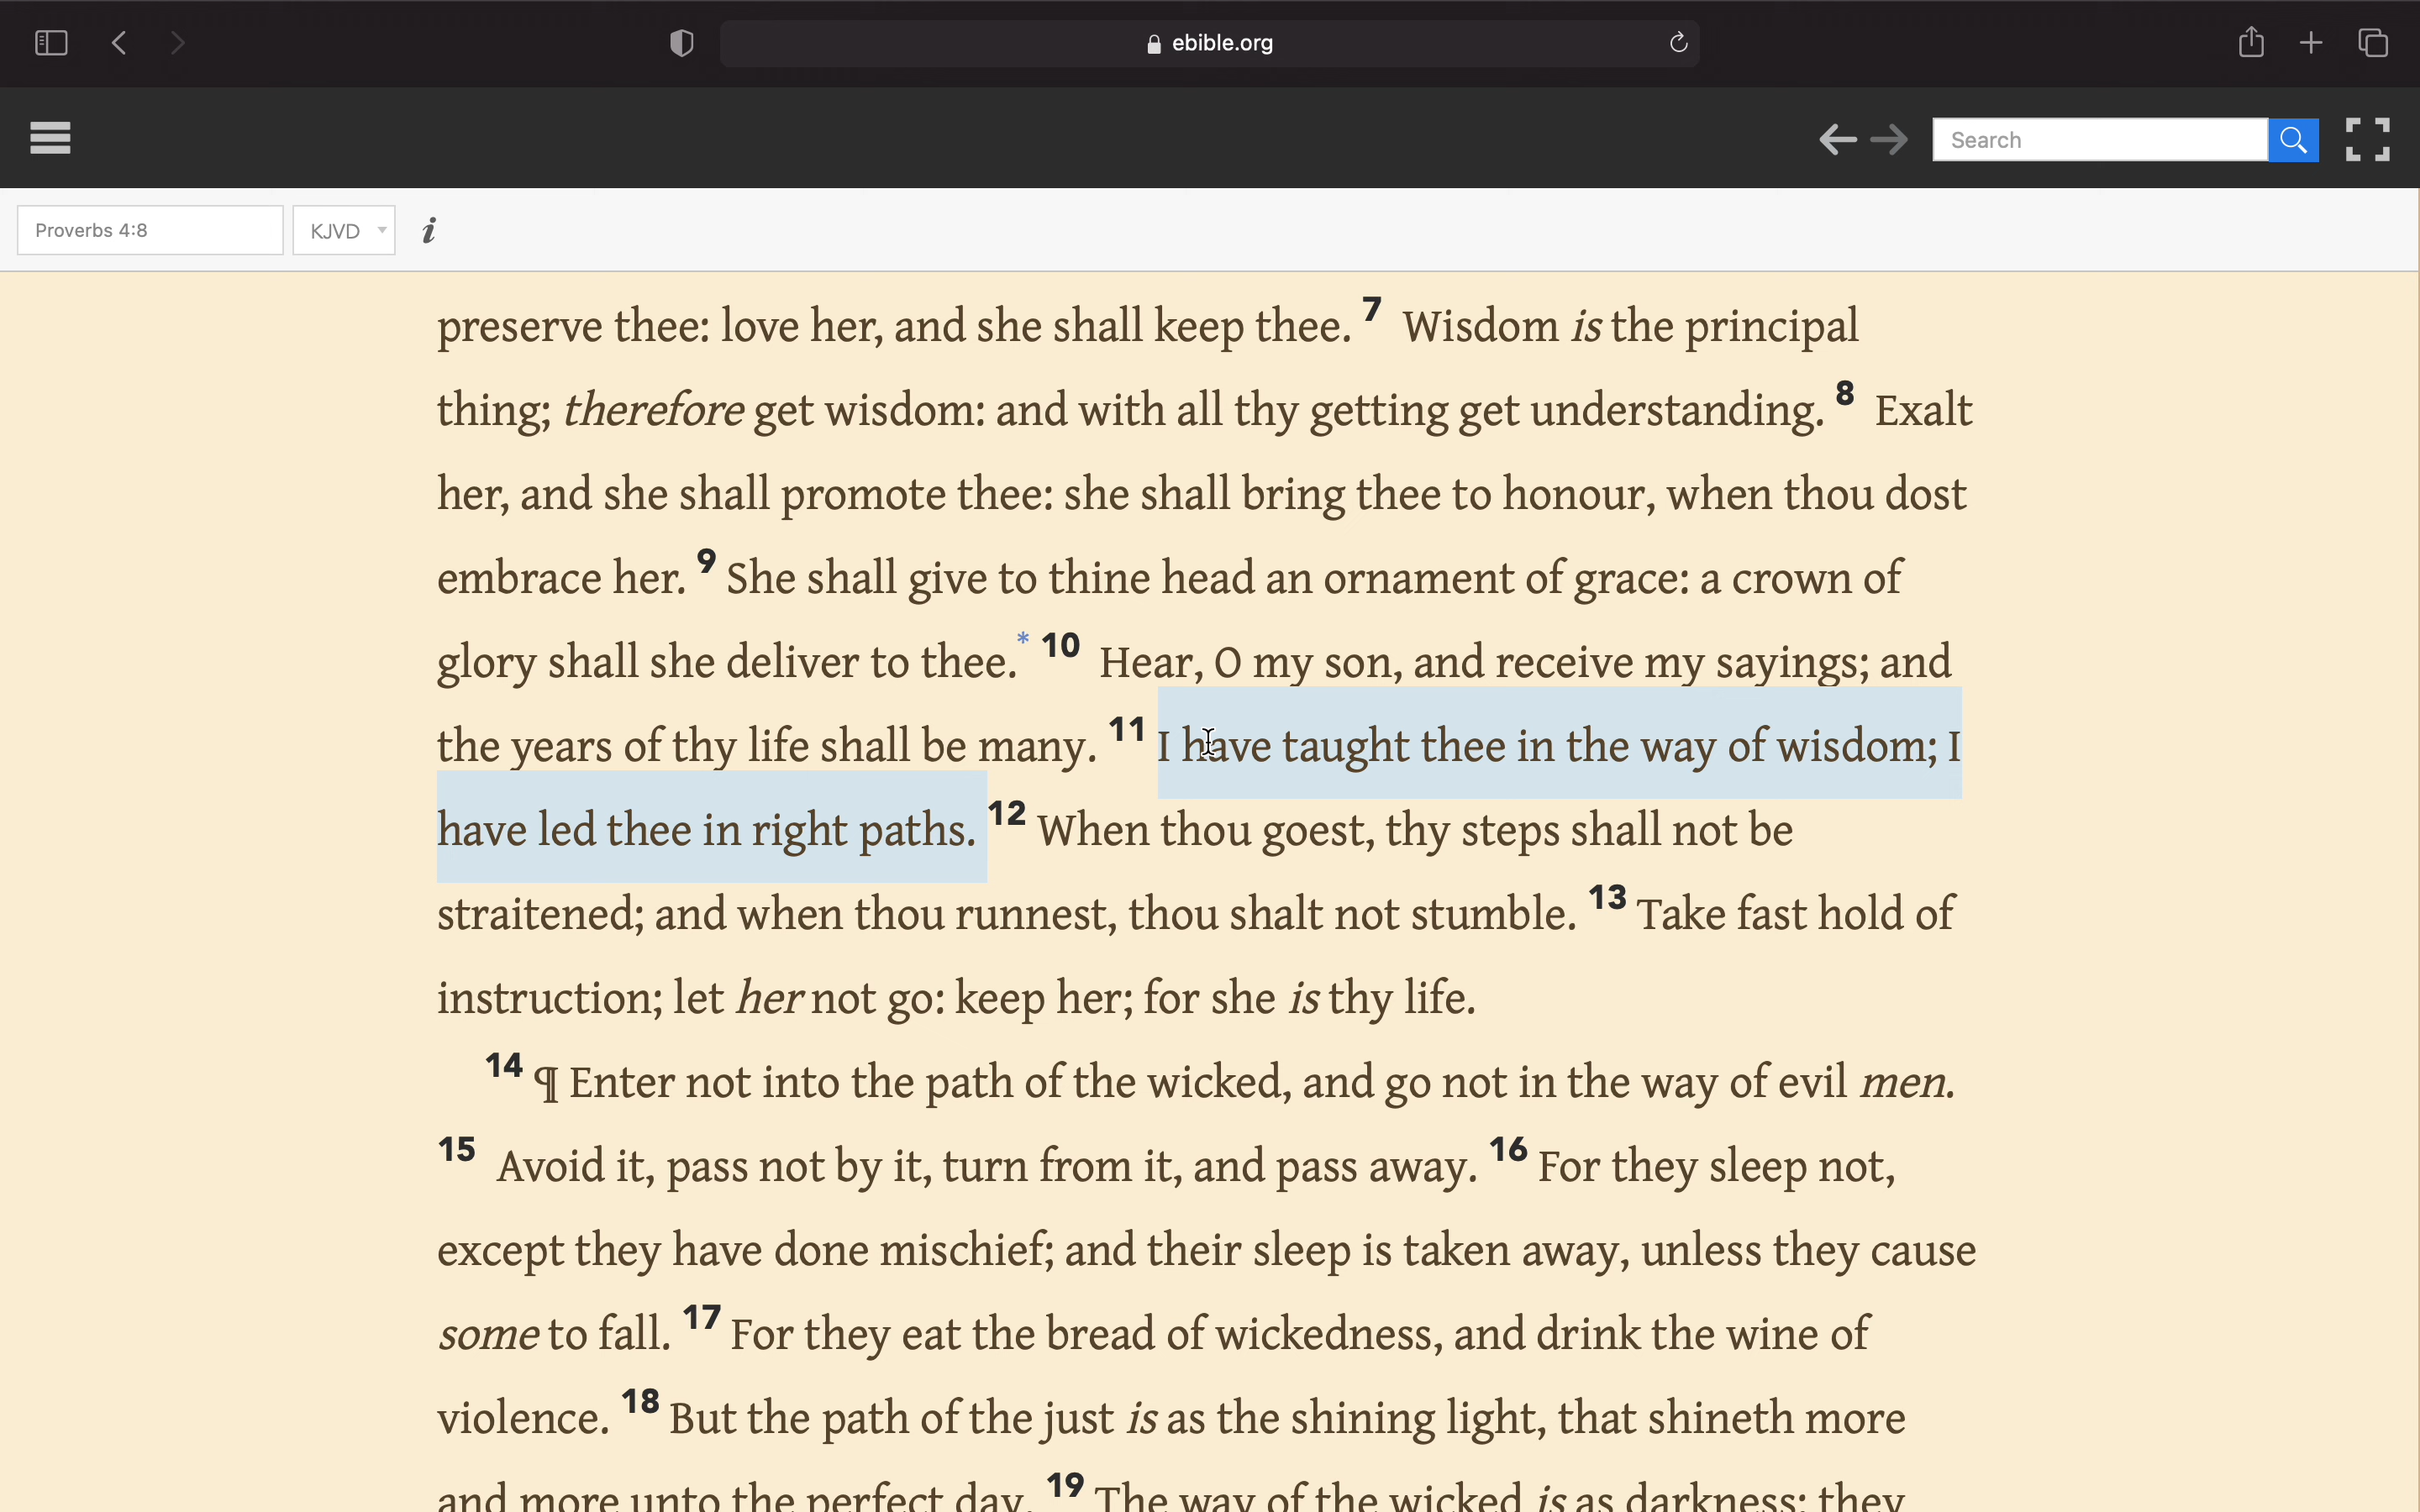 ebible.org
Search
Proverbs 4:8
KJVD
i
preserve thee: love her, and she shall keep thee. 7 Wisdom is the principal
thing; therefore get wisdom: and with all thy getting get understanding. 8 Exalt
her, and she shall promote thee: she shall bring thee to honour, when thou dost
embrace her. 9 She shall give to thine head an ornament of grace: a crown of
glory shall she deliver to thee.* 10 Hear, O my son, and receive my sayings; and
the years of thy life shall be many. 11 I have taught thee in the way of wisdom; I
have led thee in right paths. 12 When thou goest, thy steps shall not be
straitened; and when thou runnest, thou shalt not stumble. 13 Take fast hold of
instruction; let her not go: keep her; for she is thy life.
14 ¶ Enter not into the path of the wicked, and go not in the way of evil men.
15 Avoid it, pass not by it, turn from it, and pass away. 16 For they sleep not,
except they have done mischief; and their sleep is taken away, unless they cause
some to fall. 17 For they eat the bread of wickedness, and drink the wine of
violence. 18 But the path of the just is as the shining light, that shineth more
and more unto the perfect day. 19 The way of the wicked is as darkness: they